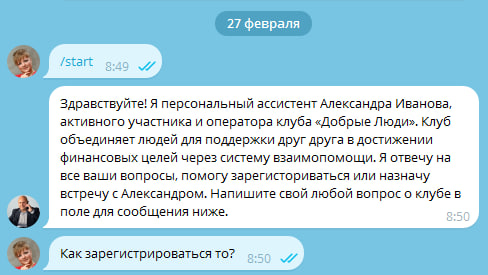 27 февраля
/start 8:49
Здравствуйте! Я персональный ассистент Александра Иванова,
активного участника и оператора клуба «Добрые Люди». Клуб
объединяет людей для поддержки друг друга в достижении
финансовых целей через систему взаимопомощи. Я отвечу на
все ваши вопросы, помогу зарегисториваться или назначу
встречу с Александром. Напишите свой любой вопрос о клубе в
поле для сообщения ниже.
8:50
Как зарегистрироваться то? 8:50